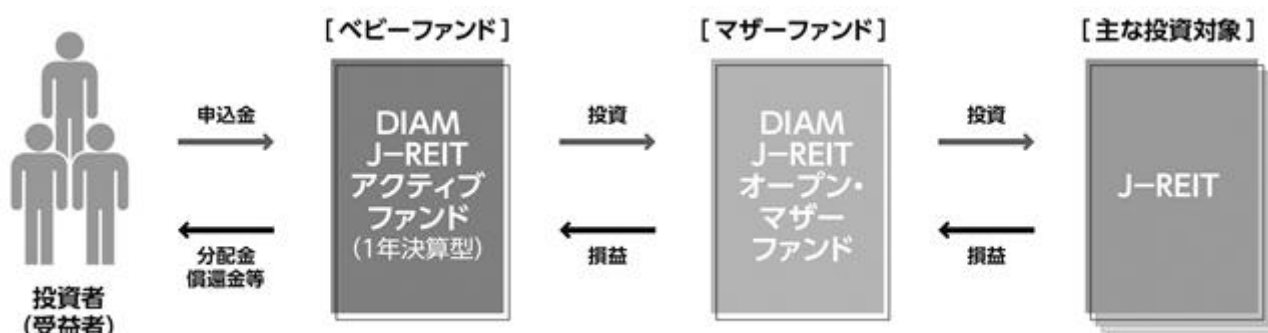 [ベビーファンド]
[マザーファンド]
[主な投資対象]
申込金
投資
投資
DIAM
J-REIT
アクティブ
ファンド
(1年決算型)
DIAM
J-REIT
オープン・
マザー
ファンド
J-REIT
分配金
償還金等
損益
損益
投資者
(受益者)